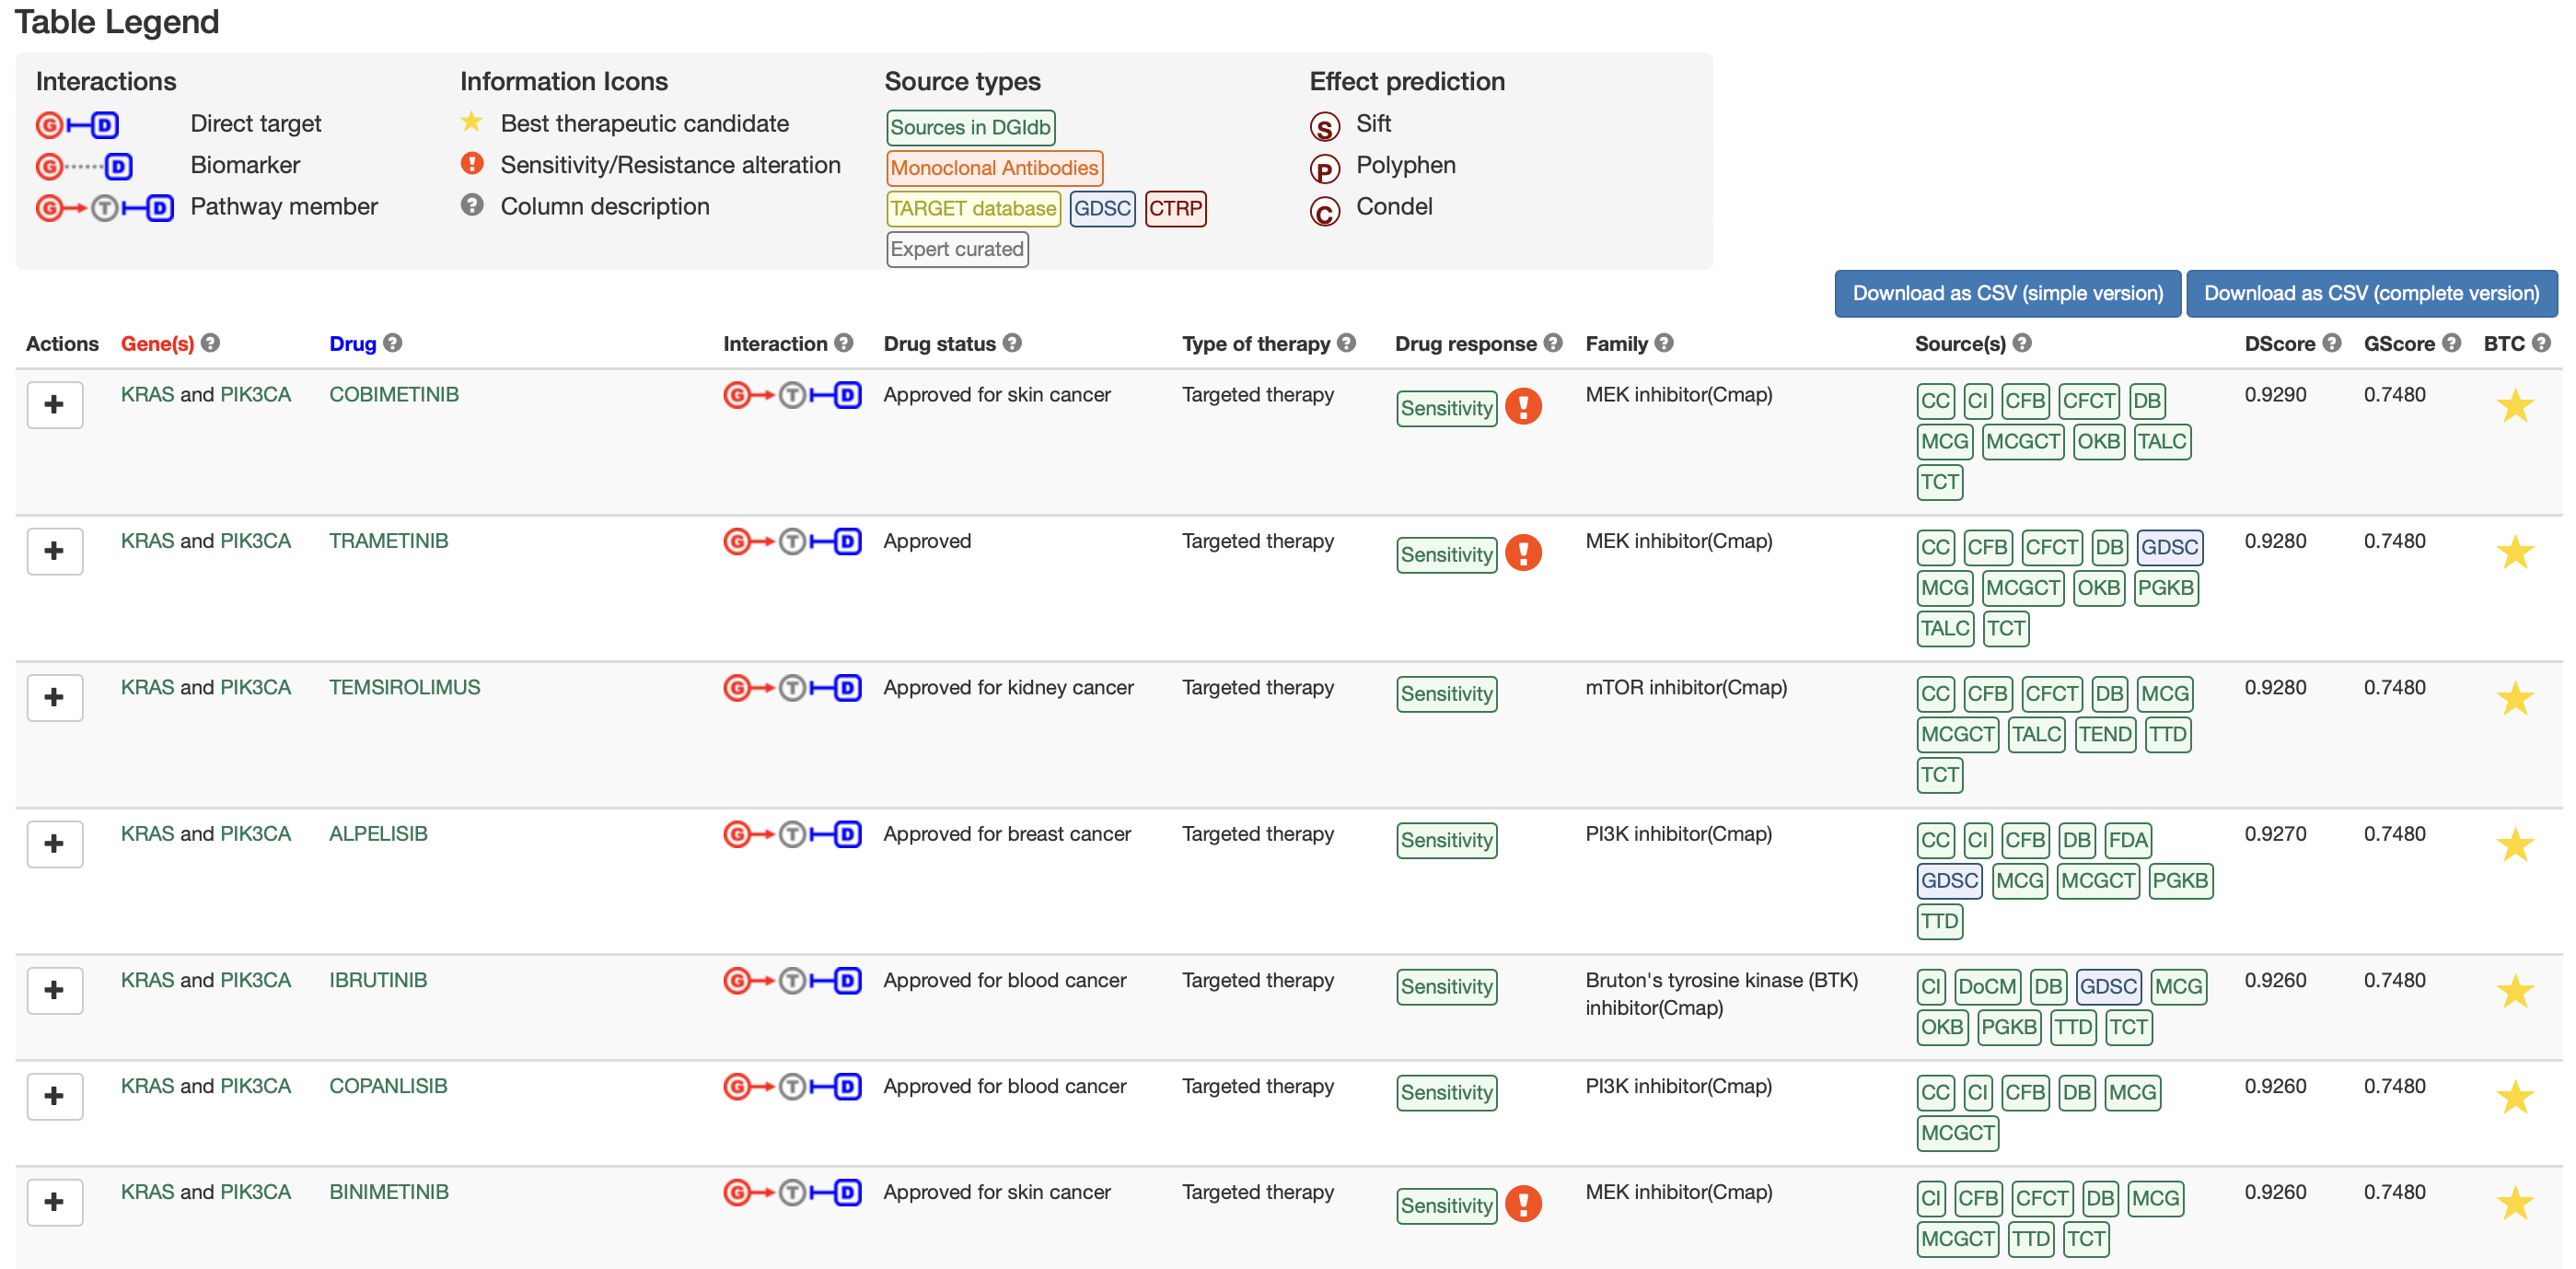 Table Legend
Interactions
G D Direct target
G D Biomarker
G T D Pathway member
Information Icons
Best therapeutic candidate
! Sensitivity/Resistance alteration
? Column description
Source types
Sources in DGIdb
Monoclonal Antibodies
TARGET database GDSC CTRP
Expert curated
Effect prediction
S Sift
P Polyphen
C Condel
Download as CSV (simple version) Download as CSV (complete version)
Actions Gene(s) ? Drug ? Interaction ? Drug status ? Type of therapy ? Drug response ? Family ? Source(s) ? DScore ? GScore ? BTC ?
+ KRAS and PIK3CA COBIMETINIB G T D Approved for skin cancer Targeted therapy Sensitivity ! MEK inhibitor(Cmap) CC CI CFB CFCT DB 0.9290 0.7480
MCG MCGCT OKB TALC
TCT
+ KRAS and PIK3CA TRAMETINIB G T D Approved Targeted therapy Sensitivity ! MEK inhibitor(Cmap) CC CFB CFCT DB GDSC 0.9280 0.7480
MCG MCGCT OKB PGKB
TALC TCT
+ KRAS and PIK3CA TEMSIROLIMUS G T D Approved for kidney cancer Targeted therapy Sensitivity mTOR inhibitor(Cmap) CC CFB CFCT DB MCG 0.9280 0.7480
MCGCT TALC TEND TTD
TCT
+ KRAS and PIK3CA ALPELISIB G T D Approved for breast cancer Targeted therapy Sensitivity PI3K inhibitor(Cmap) CC CI CFB DB FDA 0.9270 0.7480
GDSC MCG MCGCT PGKB
TTD
+ KRAS and PIK3CA IBRUTINIB G T D Approved for blood cancer Targeted therapy Sensitivity Bruton's tyrosine kinase (BTK) CI DoCM DB GDSC MCG 0.9260 0.7480
inhibitor(Cmap) OKB PGKB TTD TCT
+ KRAS and PIK3CA COPANLISIB G T D Approved for blood cancer Targeted therapy Sensitivity PI3K inhibitor(Cmap) CC CI CFB DB MCG 0.9260 0.7480
MCGCT
+ KRAS and PIK3CA BINIMETINIB G T D Approved for skin cancer Targeted therapy Sensitivity ! MEK inhibitor(Cmap) CI CFB CFCT DB MCG 0.9260 0.7480
MCGCT TTD TCT